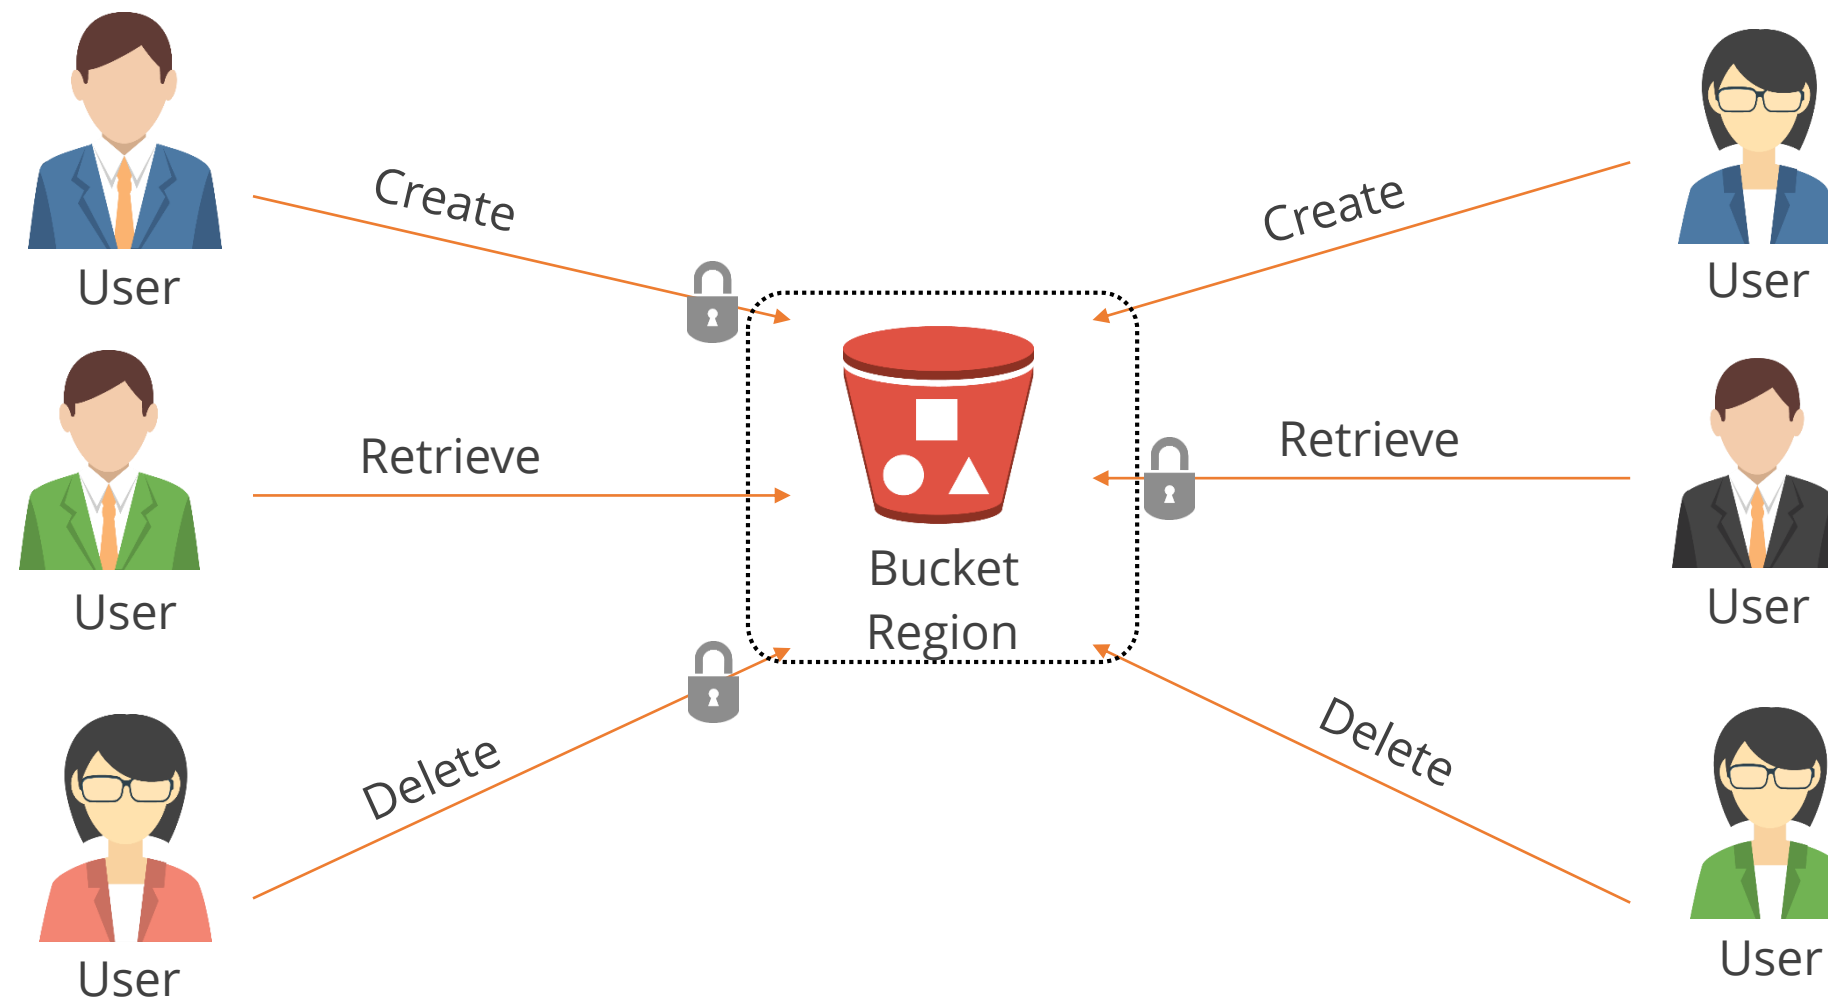 Create
User
Create
User
Retrieve
User
Retrieve
User
Bucket
Region
Delete
User
Delete
User